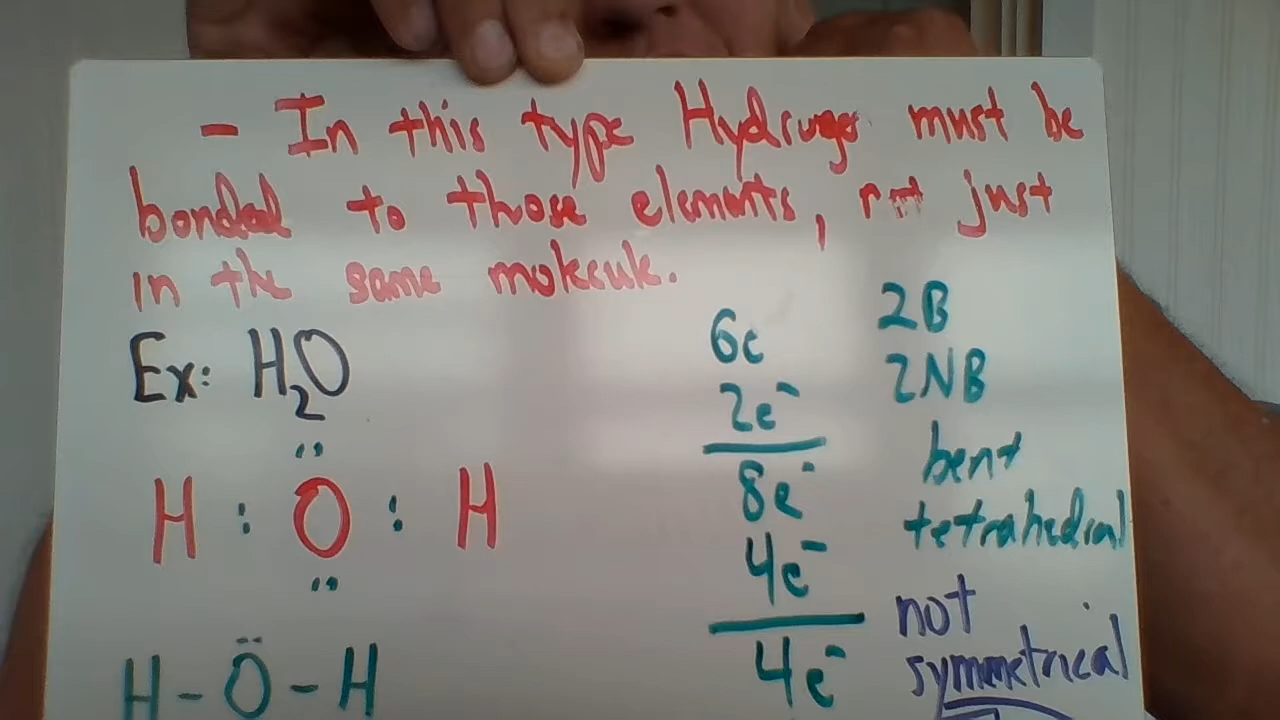 - In this type Hydrogen must be
bonded to those elements, not just
in the same molecule.
Ex: H₂O
H : O : H
H - O - H
6e
2e⁻
8e⁻
4e⁻
4e⁻
2B
2NB
bent
tetrahedral
not
symmetrical